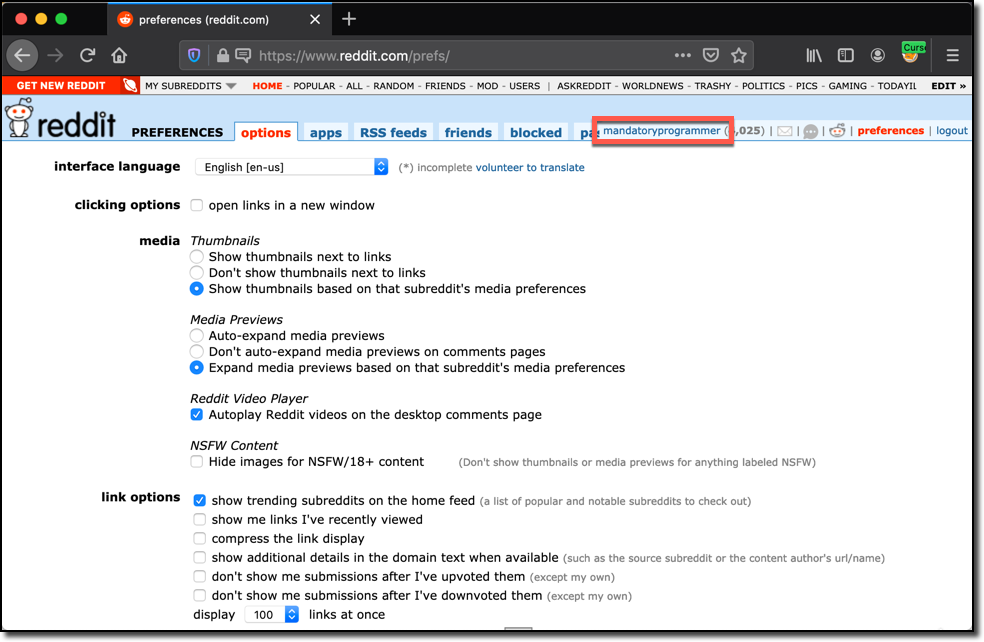 preferences (reddit.com)
https://www.reddit.com/prefs/
Curs
GET NEW REDDIT MY SUBREDDITS HOME - POPULAR - ALL - RANDOM - FRIENDS - MOD - USERS | ASKREDDIT - WORLDNEWS - TRASHY - POLITICS - PICS - GAMING - TODAYIL EDIT »
reddit PREFERENCES options apps RSS feeds friends blocked pa mandatoryprogrammer ( ,025) | | | | preferences | logout
interface language English [en-us] (*) incomplete volunteer to translate
clicking options open links in a new window
media Thumbnails
Show thumbnails next to links
Don't show thumbnails next to links
Show thumbnails based on that subreddit's media preferences
Media Previews
Auto-expand media previews
Don't auto-expand media previews on comments pages
Expand media previews based on that subreddit's media preferences
Reddit Video Player
Autoplay Reddit videos on the desktop comments page
NSFW Content
Hide images for NSFW/18+ content (Don't show thumbnails or media previews for anything labeled NSFW)
link options show trending subreddits on the home feed (a list of popular and notable subreddits to check out)
show me links I've recently viewed
compress the link display
show additional details in the domain text when available (such as the source subreddit or the content author's url/name)
don't show me submissions after I've upvoted them (except my own)
don't show me submissions after I've downvoted them (except my own)
display 100 links at once